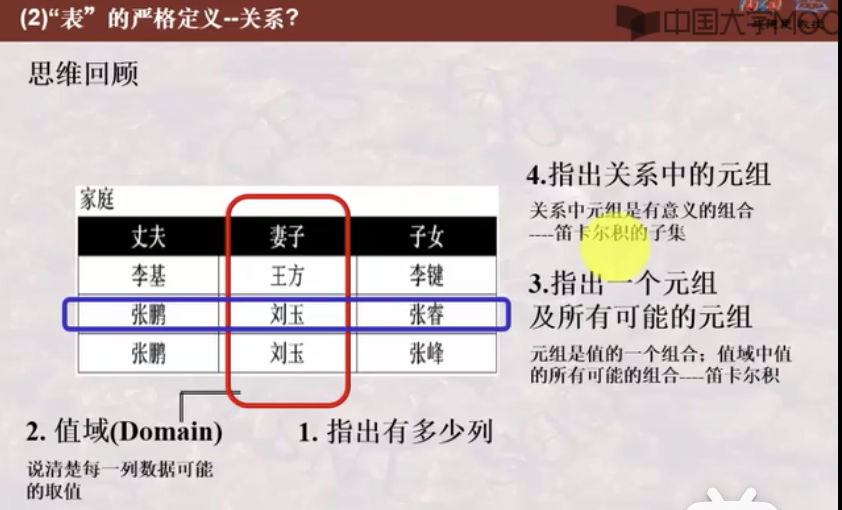 (2)“表”的严格定义--关系?
中国大学MOC
思维回顾
家庭
丈夫 妻子 子女
李基 王方 李键
张鹏 刘玉 张睿
张鹏 刘玉 张峰
4.指出关系中的元组
关系中元组是有意义的组合
----笛卡尔积的子集
3.指出一个元组
及所有可能的元组
元组是值的一个组合；值域中值
的所有可能的组合----笛卡尔积
2. 值域(Domain)
说清楚每一列数据可能
的取值
1. 指出有多少列